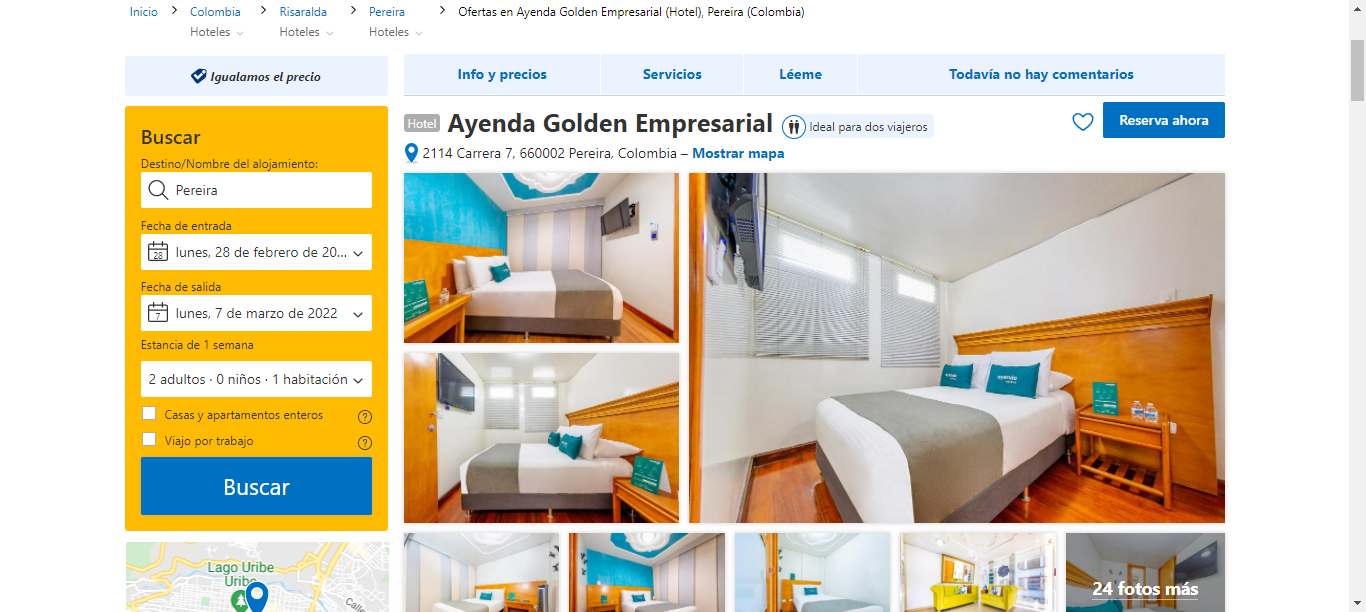 Inicio > Colombia > Risaralda > Pereira > Ofertas en Ayenda Golden Empresarial (Hotel), Pereira (Colombia)
Hoteles Hoteles Hoteles
Igualamos el precio
Info y precios Servicios Léeme Todavía no hay comentarios
Buscar
Destino/Nombre del alojamiento:
Pereira
Fecha de entrada
28 lunes, 28 de febrero de 20...
Fecha de salida
7 lunes, 7 de marzo de 2022
Estancia de 1 semana
2 adultos · 0 niños · 1 habitación
Casas y apartamentos enteros ?
Viajo por trabajo ?
Buscar
Lago Uribe
Uribe
Calle
Hotel Ayenda Golden Empresarial Ideal para dos viajeros
Reserva ahora
2114 Carrera 7, 660002 Pereira, Colombia – Mostrar mapa
ayenda
24 fotos más